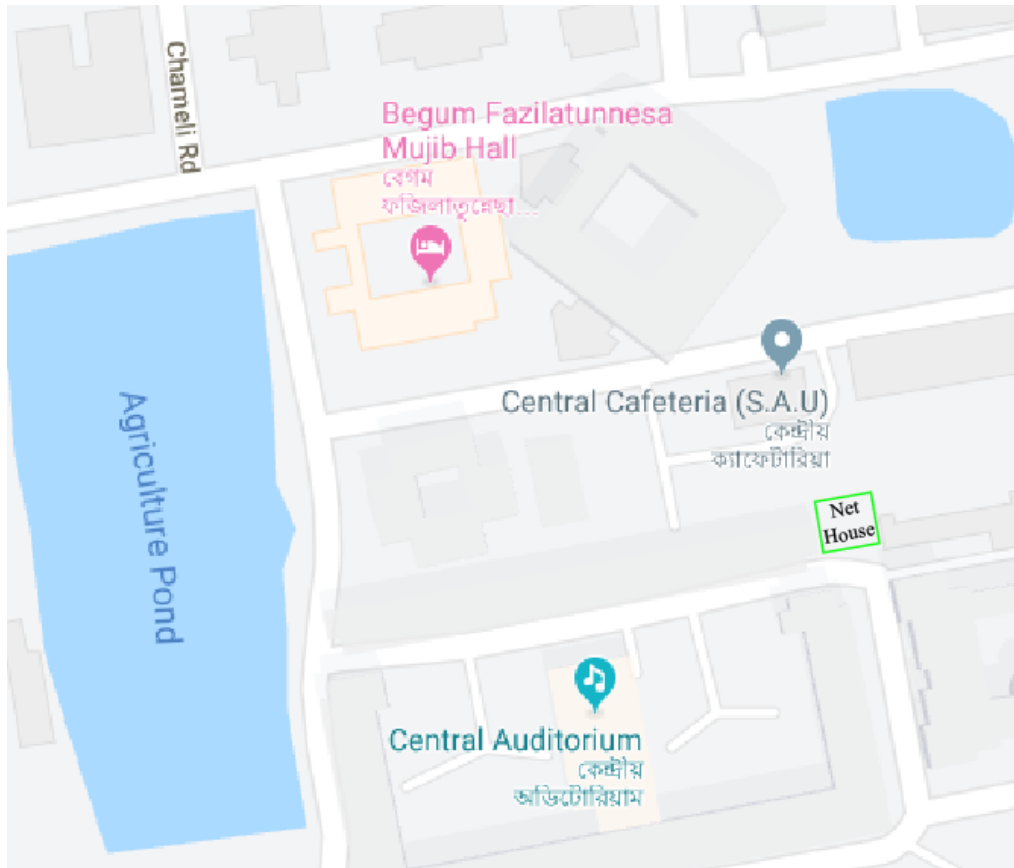 Chameli Rd
Begum Fazilatunnesa
Mujib Hall
বেগম
ফজিলাতুন্নেছা...
Central Cafeteria (S.A.U)
কেন্দ্রীয়
ক্যাফেটারিয়া
Agriculture Pond
Net
House
Central Auditorium
কেন্দ্রীয়
অডিটোরিয়াম